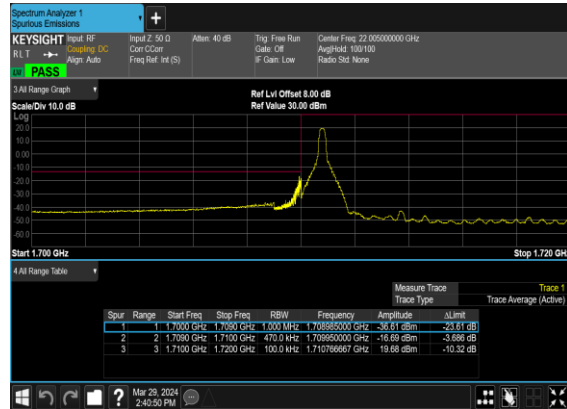 Spectrum Analyzer 1
Spurious Emissions
KEYSIGHT Input: RF Input Z: 50 Ω Atten: 40 dB Trig: Free Run Center Freq: 22.005000000 GHz
RLT Coupling: DC Corr CCorr Gate: Off Avg|Hold: 100/100
Align: Auto Freq Ref: Int (S) IF Gain: Low Radio Std: None
LW PASS
3 All Range Graph
Ref Lvl Offset 8.00 dB
Scale/Div 10.0 dB Ref Value 30.00 dBm
Log
20.0
10.0
0.00
-10.0
-20.0
-30.0
-40.0
-50.0
-60.0
Start 1.700 GHz Stop 1.720 GHz
4 All Range Table
Measure Trace Trace 1
Trace Type Trace Average (Active)
Spur Range Start Freq Stop Freq RBW Frequency Amplitude ΔLimit
1 1 1.7000 GHz 1.7090 GHz 1.000 MHz 1.708985000 GHz -36.61 dBm -23.61 dB
2 2 1.7090 GHz 1.7100 GHz 470.0 kHz 1.709950000 GHz -16.69 dBm -3.686 dB
3 3 1.7100 GHz 1.7200 GHz 100.0 kHz 1.710766667 GHz 19.68 dBm -10.32 dB
? Mar 29, 2024
2:40:50 PM